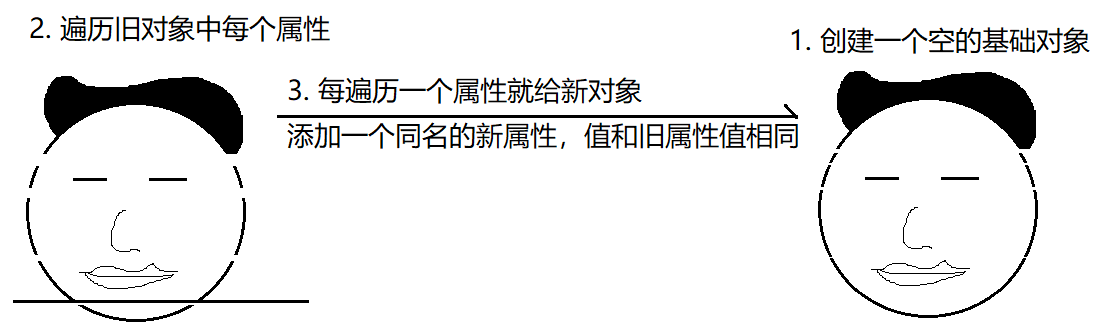 2. 遍历旧对象中每个属性
1. 创建一个空的基础对象
3. 每遍历一个属性就给新对象
添加一个同名的新属性，值和旧属性值相同